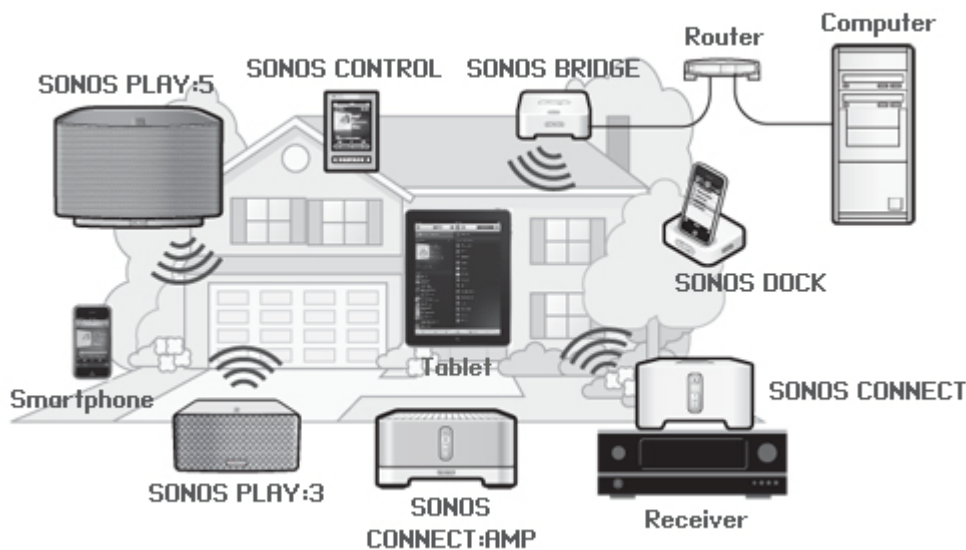 Computer
Router
SONOS CONTROL
SONOS BRIDGE
SONOS PLAY:5
SONOS
SONOS DOCK
Tablet
Smartphone
SONOS CONNECT
SONOS PLAY:3
SONOS
CONNECT:AMP
Receiver